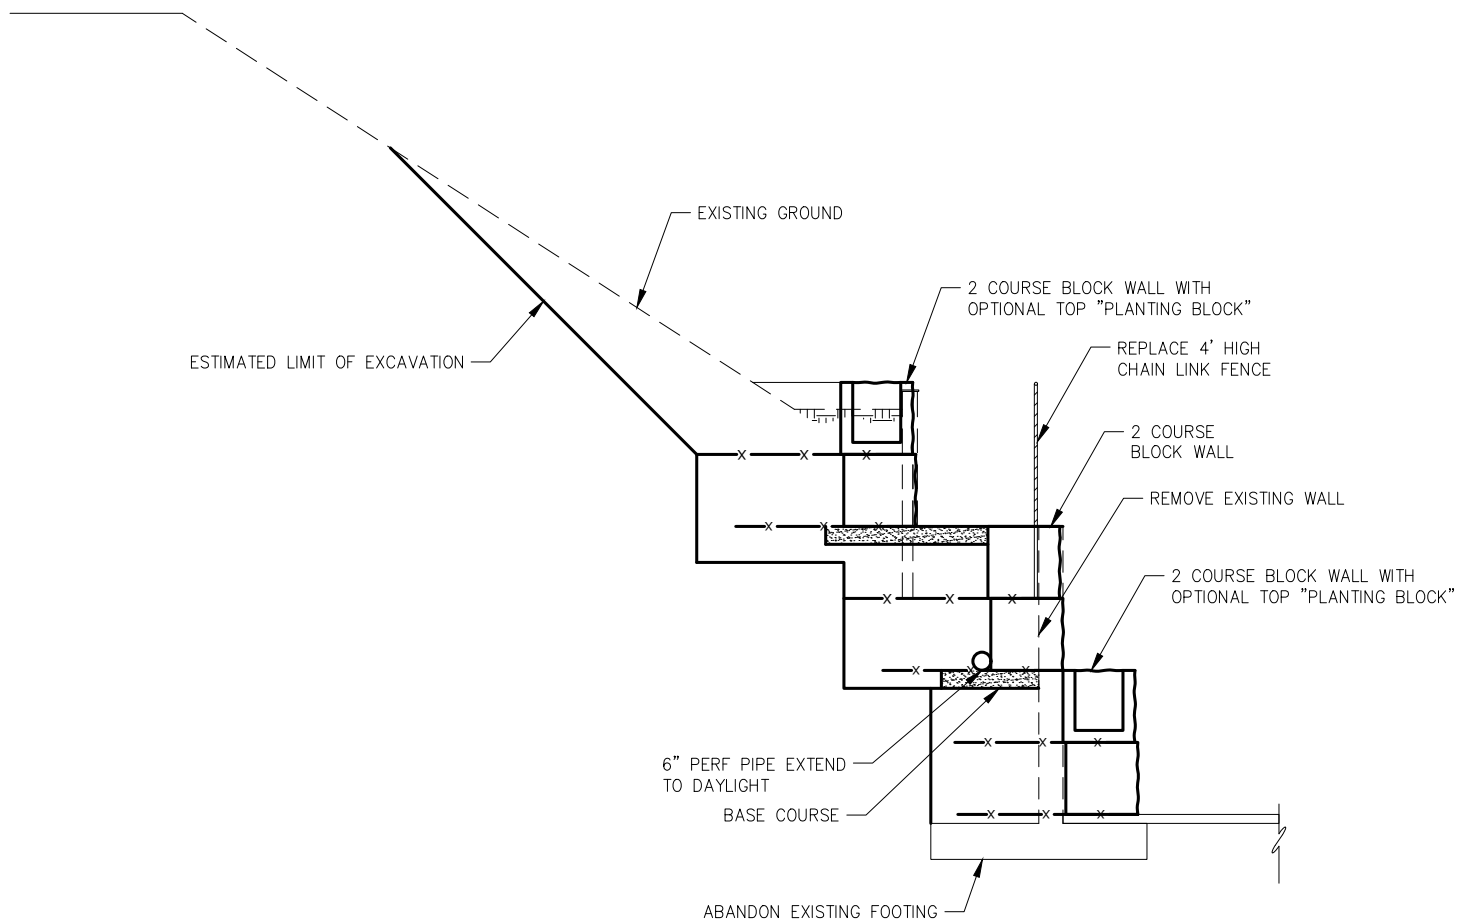 EXISTING GROUND
2 COURSE BLOCK WALL WITH
OPTIONAL TOP "PLANTING BLOCK"
ESTIMATED LIMIT OF EXCAVATION
REPLACE 4' HIGH
CHAIN LINK FENCE
2 COURSE
BLOCK WALL
REMOVE EXISTING WALL
2 COURSE BLOCK WALL WITH
OPTIONAL TOP "PLANTING BLOCK"
6" PERF PIPE EXTEND
TO DAYLIGHT
BASE COURSE
ABANDON EXISTING FOOTING